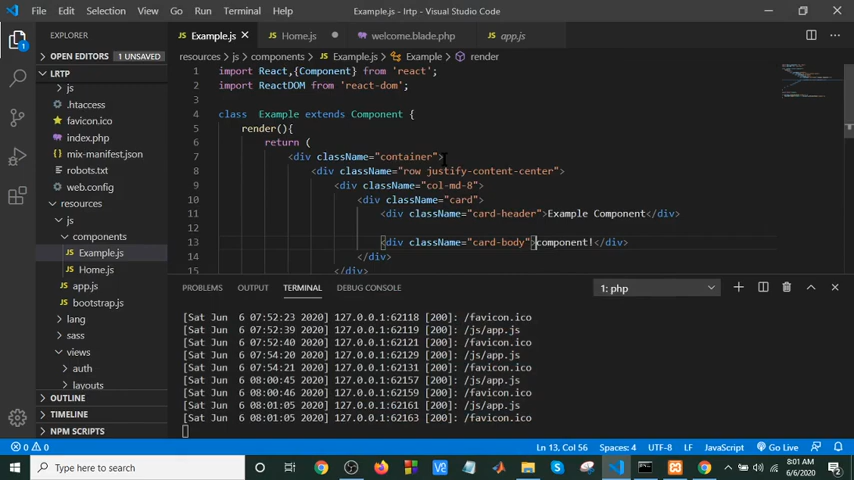 File Edit Selection View Go Run Terminal Help Example.js - lrtp - Visual Studio Code
EXPLORER
OPEN EDITORS 1 UNSAVED
LRTP
js
.htaccess
favicon.ico
index.php
mix-manifest.json
robots.txt
web.config
resources
js
components
Example.js
Home.js
app.js
bootstrap.js
lang
sass
views
auth
layouts
OUTLINE
TIMELINE
NPM SCRIPTS
Example.js Home.js welcome.blade.php app.js
resources > js > components > Example.js > Example > render
1 import React,{Component} from 'react';
2 import ReactDOM from 'react-dom';
3
4 class Example extends Component {
5 render(){
6 return (
7 <div className="container">
8 <div className="row justify-content-center">
9 <div className="col-md-8">
10 <div className="card">
11 <div className="card-header">Example Component</div>
12
13 <div className="card-body">component!</div>
14 </div>
15 </div>
PROBLEMS OUTPUT TERMINAL DEBUG CONSOLE 1: php
[Sat Jun 6 07:52:23 2020] 127.0.0.1:62118 [200]: /favicon.ico
[Sat Jun 6 07:52:39 2020] 127.0.0.1:62119 [200]: /js/app.js
[Sat Jun 6 07:52:40 2020] 127.0.0.1:62121 [200]: /favicon.ico
[Sat Jun 6 07:54:20 2020] 127.0.0.1:62129 [200]: /js/app.js
[Sat Jun 6 07:54:21 2020] 127.0.0.1:62131 [200]: /favicon.ico
[Sat Jun 6 08:00:45 2020] 127.0.0.1:62157 [200]: /js/app.js
[Sat Jun 6 08:00:46 2020] 127.0.0.1:62159 [200]: /favicon.ico
[Sat Jun 6 08:01:05 2020] 127.0.0.1:62161 [200]: /js/app.js
[Sat Jun 6 08:01:05 2020] 127.0.0.1:62163 [200]: /favicon.ico
0 0 Ln 13, Col 56 Spaces: 4 UTF-8 LF JavaScript Go Live
Type here to search
8:01 AM
6/6/2020
2